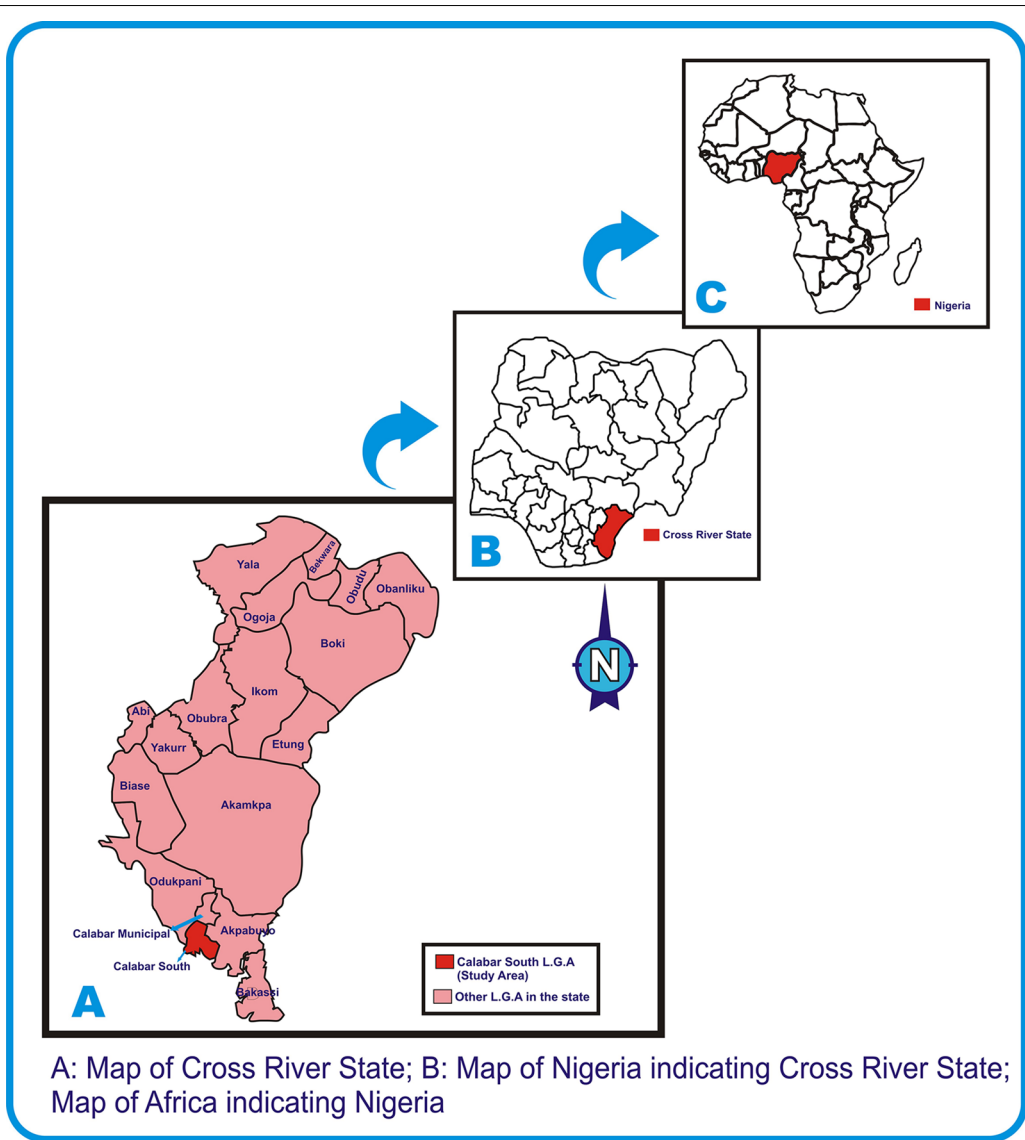 C
Nigeria
B
Cross River State
N
Yala
Bekwara
Obudu
Obanliku
Ogoja
Boki
Ikom
Abi
Obubra
Yakurr
Etung
Biase
Akamkpa
Odukpani
Calabar Municipal
Akpabuyo
Calabar South
Bakassi
A
Calabar South L.G.A
(Study Area)
Other L.G.A in the state
A: Map of Cross River State; B: Map of Nigeria indicating Cross River State;
Map of Africa indicating Nigeria